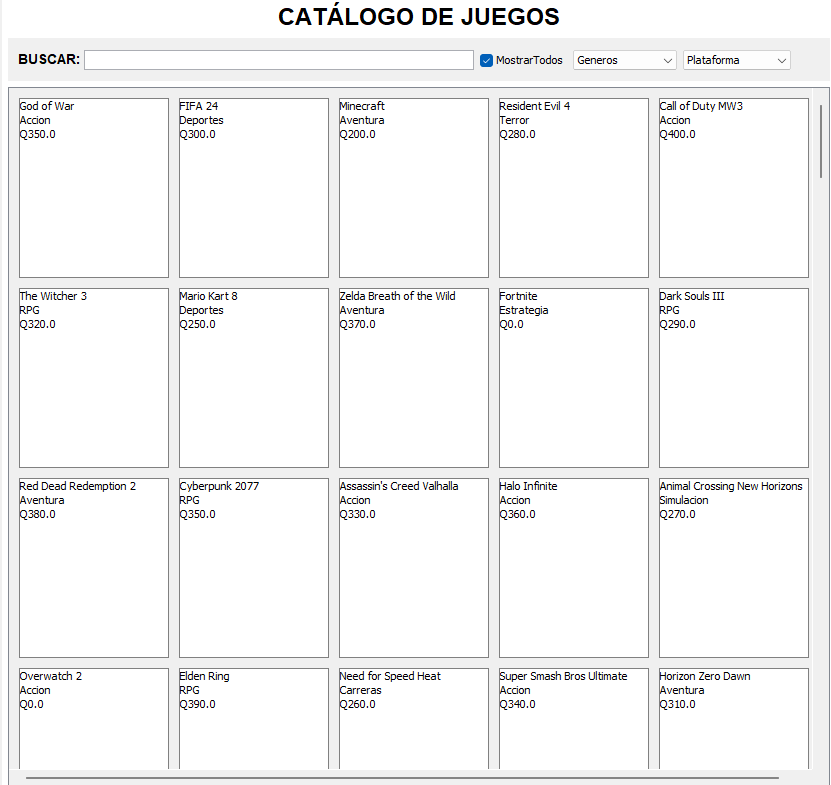 CATÁLOGO DE JUEGOS
BUSCAR: MostrarTodos Generos Plataforma
God of War
Accion
Q350.0
FIFA 24
Deportes
Q300.0
Minecraft
Aventura
Q200.0
Resident Evil 4
Terror
Q280.0
Call of Duty MW3
Accion
Q400.0
The Witcher 3
RPG
Q320.0
Mario Kart 8
Deportes
Q250.0
Zelda Breath of the Wild
Aventura
Q370.0
Fortnite
Estrategia
Q0.0
Dark Souls III
RPG
Q290.0
Red Dead Redemption 2
Aventura
Q380.0
Cyberpunk 2077
RPG
Q350.0
Assassin's Creed Valhalla
Accion
Q330.0
Halo Infinite
Accion
Q360.0
Animal Crossing New Horizons
Simulacion
Q270.0
Overwatch 2
Accion
Q0.0
Elden Ring
RPG
Q390.0
Need for Speed Heat
Carreras
Q260.0
Super Smash Bros Ultimate
Accion
Q340.0
Horizon Zero Dawn
Aventura
Q310.0